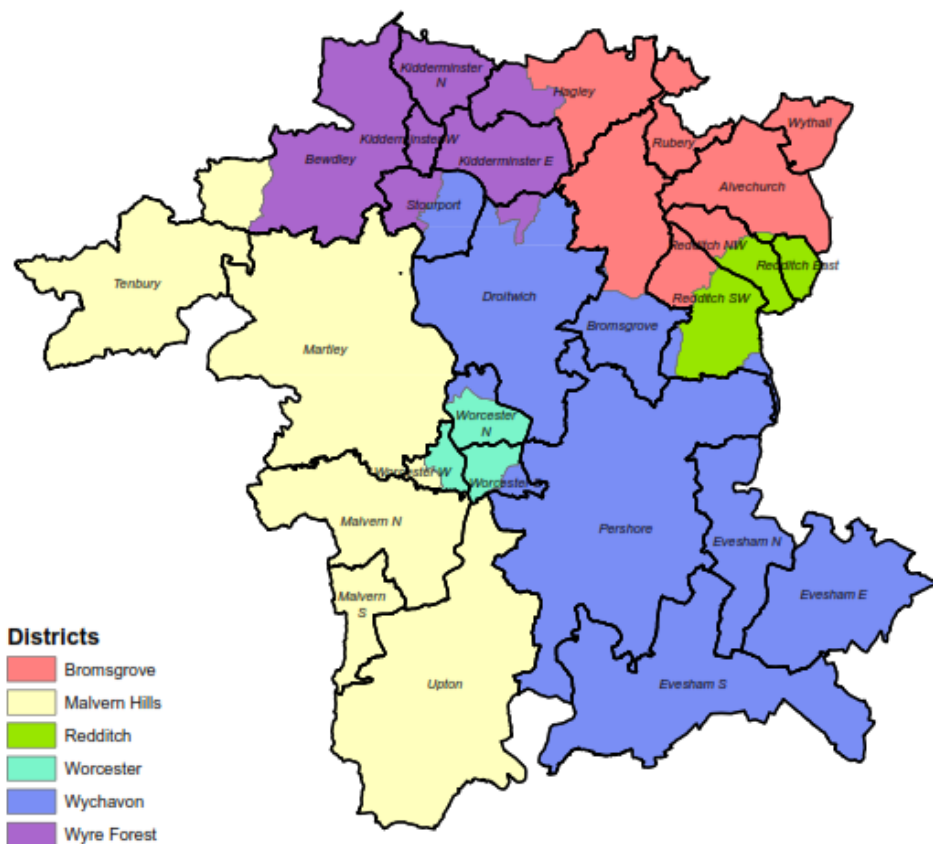 Kidderminster
N
Hagley
Wythall
Kidderminster W
Rubery
Bewdley
Kidderminster E
Alvechurch
Stourport
Redditch NW
Redditch East
Tenbury
Droitwich
Redditch SW
Bromsgrove
Martley
Worcester
N
Worcester W
Worcester S
Malvern N
Pershore
Evesham N
Malvern
S
Evesham E
Upton
Evesham S
Districts
Bromsgrove
Malvern Hills
Redditch
Worcester
Wychavon
Wyre Forest